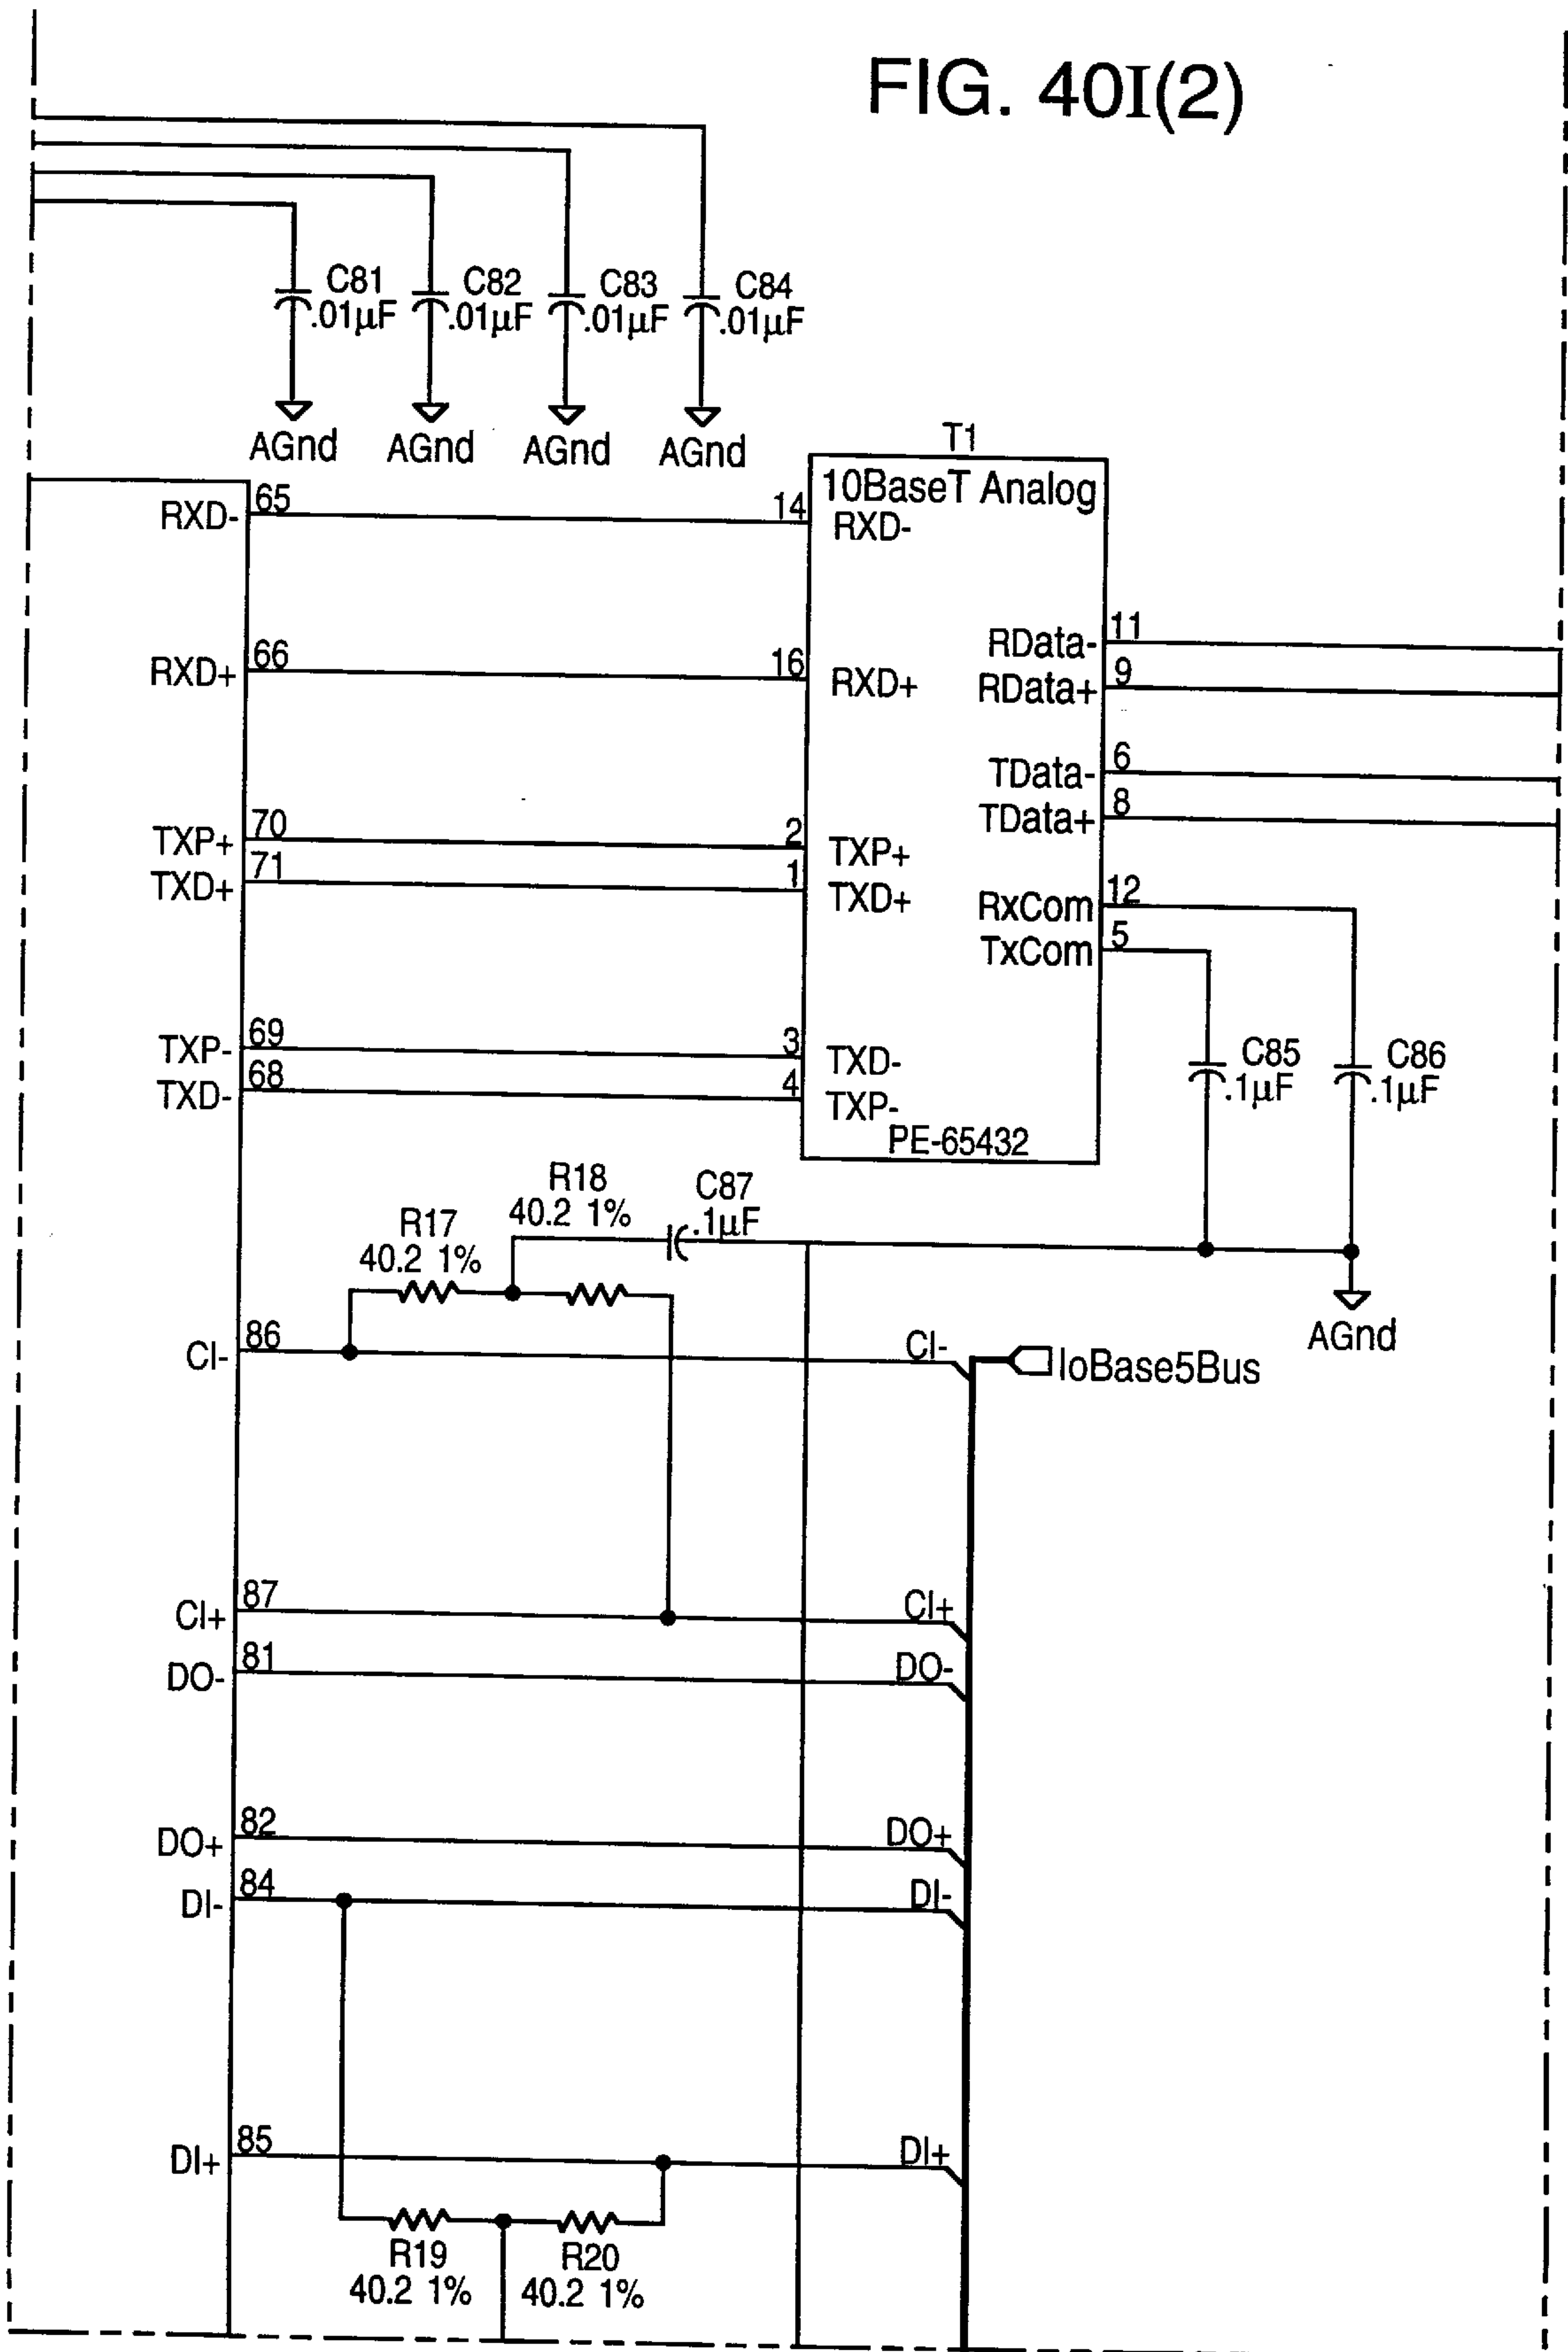 FIG. 40I(2)
C81
.01µF
C82
.01µF
C83
.01µF
C84
.01µF
AGnd
AGnd
AGnd
AGnd
T1
10BaseT Analog
RXD-
65
14
RXD-
RXD+
66
16
RXD+
RData-
11
RData+
9
TData-
6
TData+
8
TXP+
70
2
TXP+
TXD+
71
1
TXD+
RxCom
12
TxCom
5
TXP-
69
3
TXD-
TXD-
68
4
TXP-
PE-65432
C85
.1µF
C86
.1µF
R17
40.2 1%
R18
40.2 1%
C87
.1µF
AGnd
CI-
86
CI-
IoBase5Bus
CI+
87
CI+
DO-
81
DO-
DO+
82
DO+
DI-
84
DI-
DI+
85
DI+
R19
40.2 1%
R20
40.2 1%